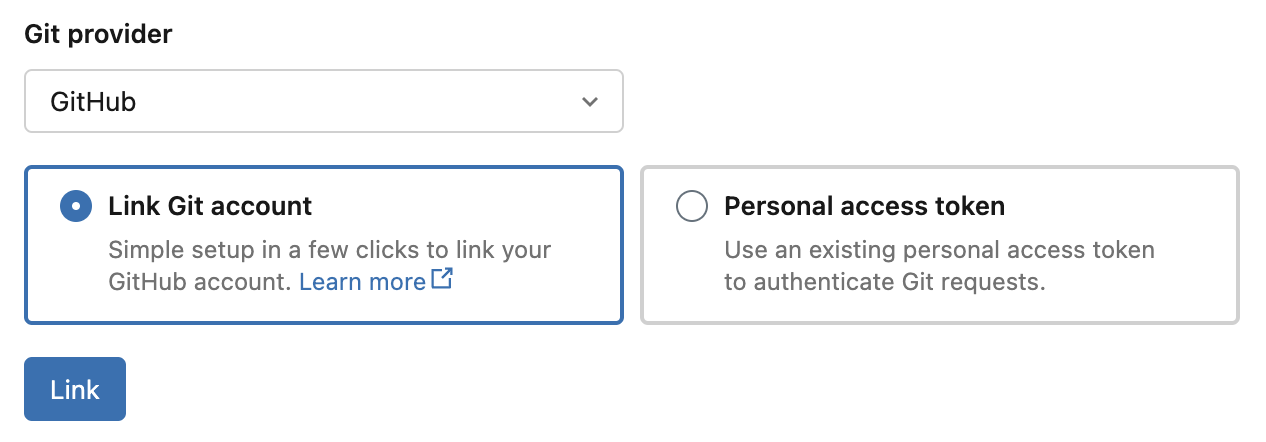 Git provider
GitHub
Link Git account
Simple setup in a few clicks to link your
GitHub account. Learn more
Personal access token
Use an existing personal access token
to authenticate Git requests.
Link